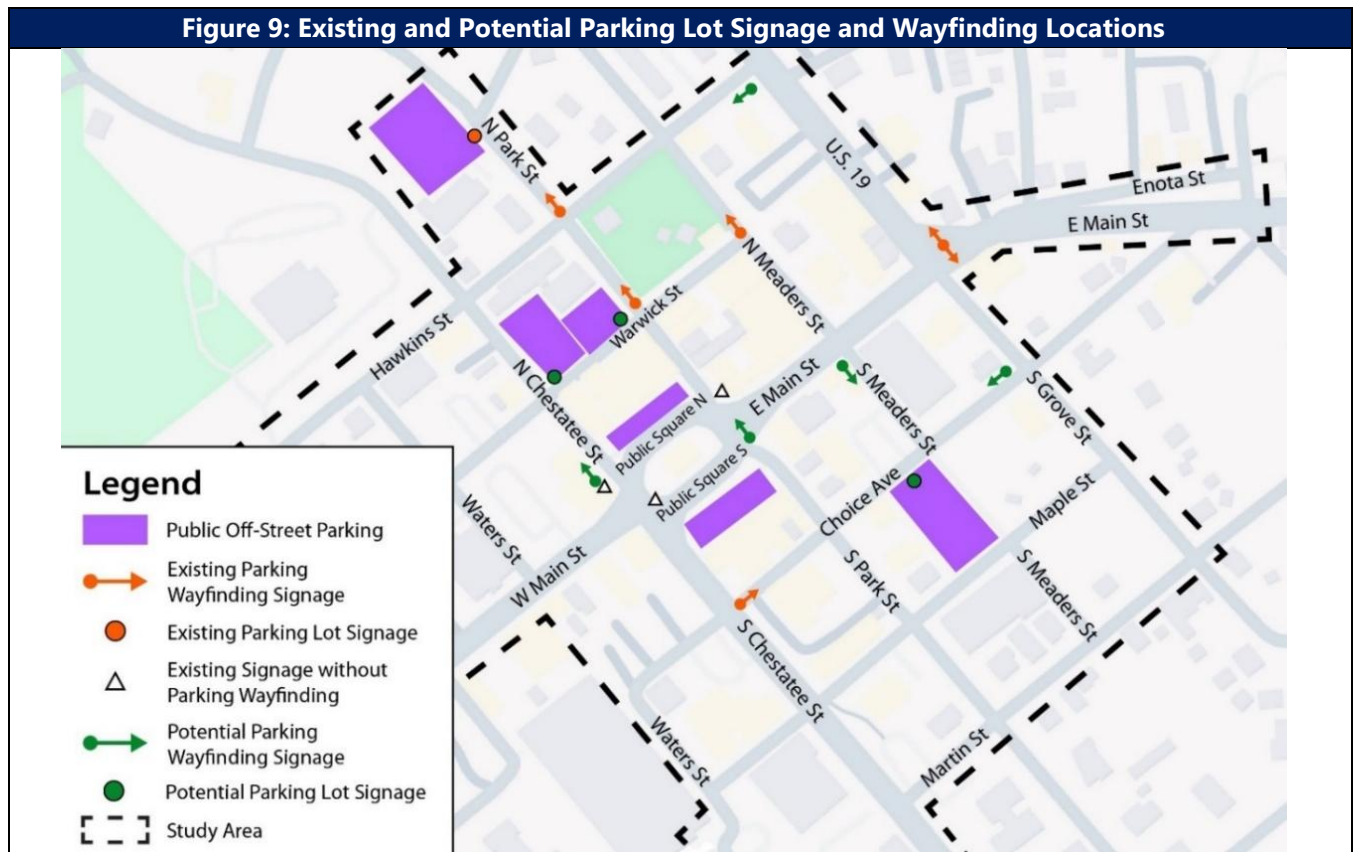 Figure 9: Existing and Potential Parking Lot Signage and Wayfinding Locations
N Park St
U.S. 19
Enota St
E Main St
N Meaders St
Warwick St
Hawkins St
N Chestatee St
E Main St
Public Square N
S Meaders St
S Grove St
Public Square S
Choice Ave
Maple St
Waters St
W Main St
S Park St
S Meaders St
S Chestatee St
Waters St
Martin St
Legend
Public Off-Street Parking
Existing Parking
Wayfinding Signage
Existing Parking Lot Signage
Existing Signage without
Parking Wayfinding
Potential Parking
Wayfinding Signage
Potential Parking Lot Signage
Study Area